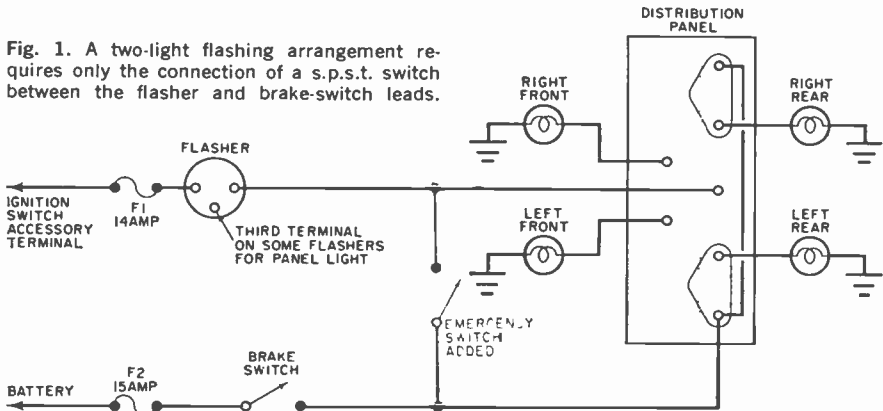 Fig. 1. A two-light flashing arrangement re-
quires only the connection of a s.p.s.t. switch
between the flasher and brake-switch leads.
DISTRIBUTION
PANEL
RIGHT
FRONT
RIGHT
REAR
FLASHER
IGNITION
SWITCH
ACCESSORY
TERMINAL
F1
14AMP
THIRD TERMINAL
ON SOME FLASHERS
FOR PANEL LIGHT
LEFT
FRONT
LEFT
REAR
EMERGENCY
SWITCH
ADDED
BATTERY
F2
15AMP
BRAKE
SWITCH